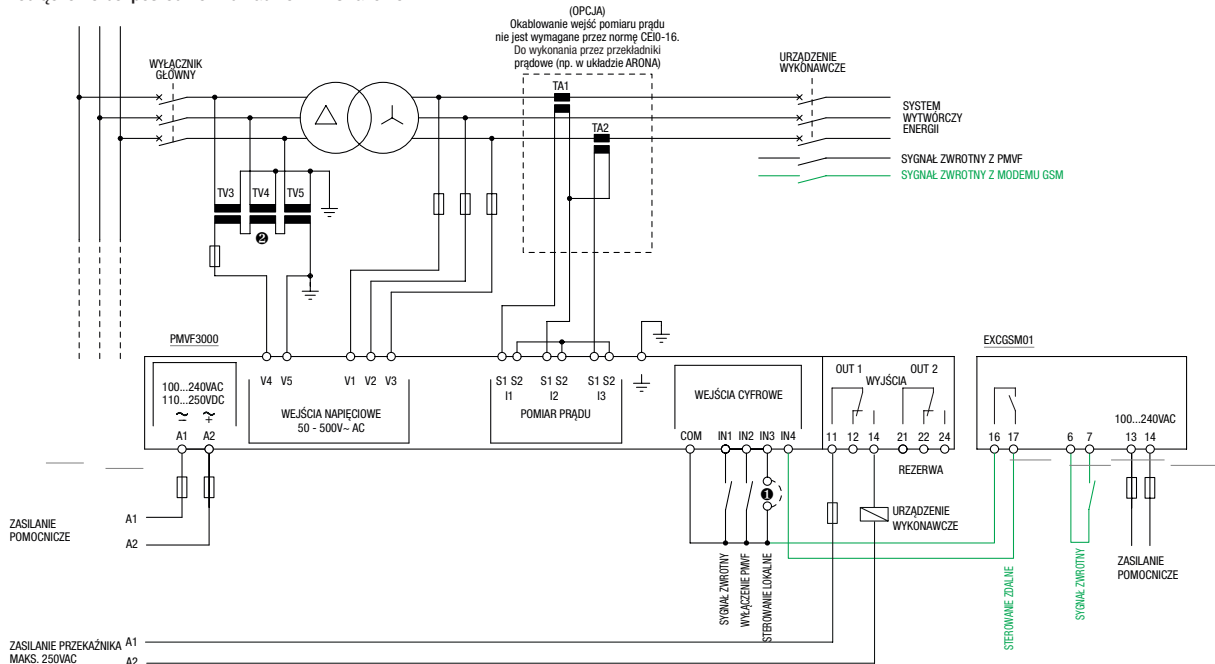 (OPCJA)
Okablowanie wejść pomiaru prądu
nie jest wymagane przez normę CEI0-16.
Do wykonania przez przekładniki
prądowe (np. w układzie ARONA)
WYŁĄCZNIK
GŁÓWNY
URZĄDZENIE
WYKONAWCZE
TA1
TA2
SYSTEM
WYTWÓRCZY
ENERGII
SYGNAŁ ZWROTNY Z PMVF
SYGNAŁ ZWROTNY Z MODEMU GSM
TV3 TV4 TV5
2
PMVF3000
EXCGSM01
100...240VAC
110...250VDC
A1 A2
V4 V5 V1 V2 V3
WEJŚCIA NAPIĘCIOWE
50 - 500V~ AC
S1 S2 S1 S2 S1 S2
I1 I2 I3
POMIAR PRĄDU
WEJŚCIA CYFROWE
COM IN1 IN2 IN3 IN4
OUT 1 OUT 2
WYJŚCIA
11 12 14 21 22 24
REZERWA
100...240VAC
16 17 6 7 13 14
1
ZASILANIE
POMOCNICZE
A1
A2
SYGNAŁ ZWROTNY
WYŁĄCZENIE PMVF
STEROWANIE LOKALNE
URZĄDZENIE
WYKONAWCZE
STEROWANIE ZDALNE
SYGNAŁ ZWROTNY
ZASILANIE
POMOCNICZE
ZASILANIE PRZEKAŹNIKA
MAKS. 250VAC
A1
A2